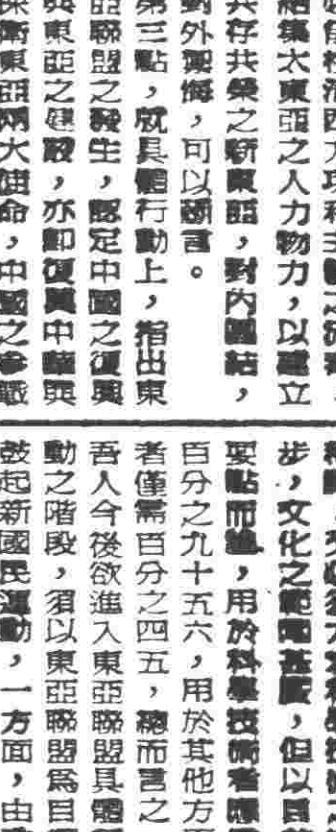 結集大東亞之人力物力，以建立
共存共榮之新東亞，對內團結，
對外禦侮，可以斷言。
第三點，就具體行動上，指出東
亞聯盟之發生，認定中國之復興
與東亞之建設，亦即復興中華與
保衛東亞兩大使命，中國之參戰
步，文化之範圍甚廣，但以目
要點而論，用於科學技術者應
百分之九十五六，用於其他方
者僅需百分之四五，總而言之
吾人今後欲進入東亞聯盟具體
動之階段，須以東亞聯盟爲目
鼓起新國民運動，一方面，由